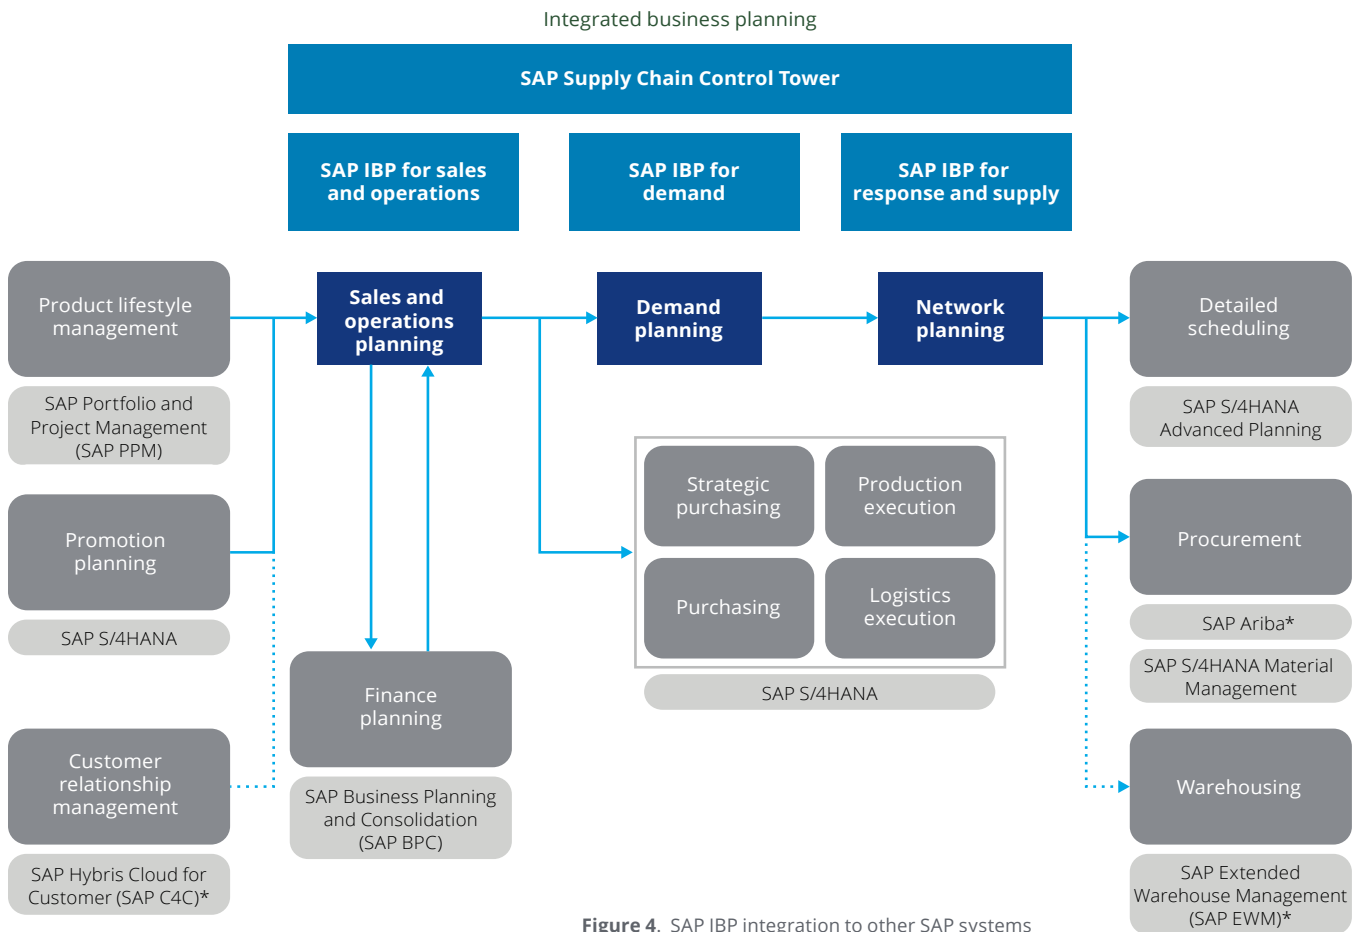 Integrated business planning
SAP Supply Chain Control Tower
SAP IBP for sales
and operations
SAP IBP for
demand
SAP IBP for
response and supply
Product lifestyle
management
SAP Portfolio and
Project Management
(SAP PPM)
Promotion
planning
SAP S/4HANA
Customer
relationship
management
SAP Hybris Cloud for
Customer (SAP C4C)*
Sales and
operations
planning
Finance
planning
SAP Business Planning
and Consolidation
(SAP BPC)
Demand
planning
Network
planning
Strategic
purchasing
Production
execution
Purchasing
Logistics
execution
SAP S/4HANA
Detailed
scheduling
SAP S/4HANA
Advanced Planning
Procurement
SAP Ariba*
SAP S/4HANA Material
Management
Warehousing
SAP Extended
Warehouse Management
(SAP EWM)*
Figure 4. SAP IBP integration to other SAP systems